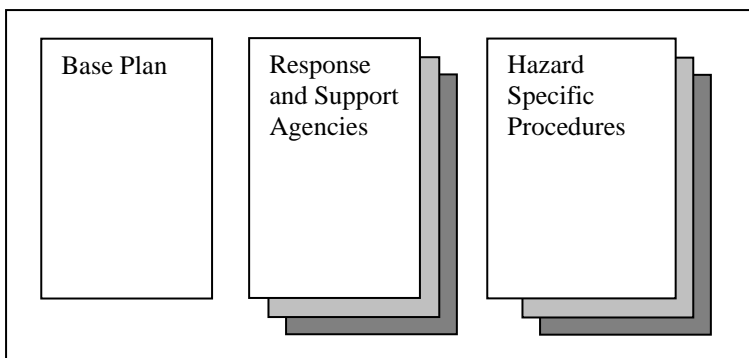 Base Plan
Response
and Support
Agencies
Hazard
Specific
Procedures